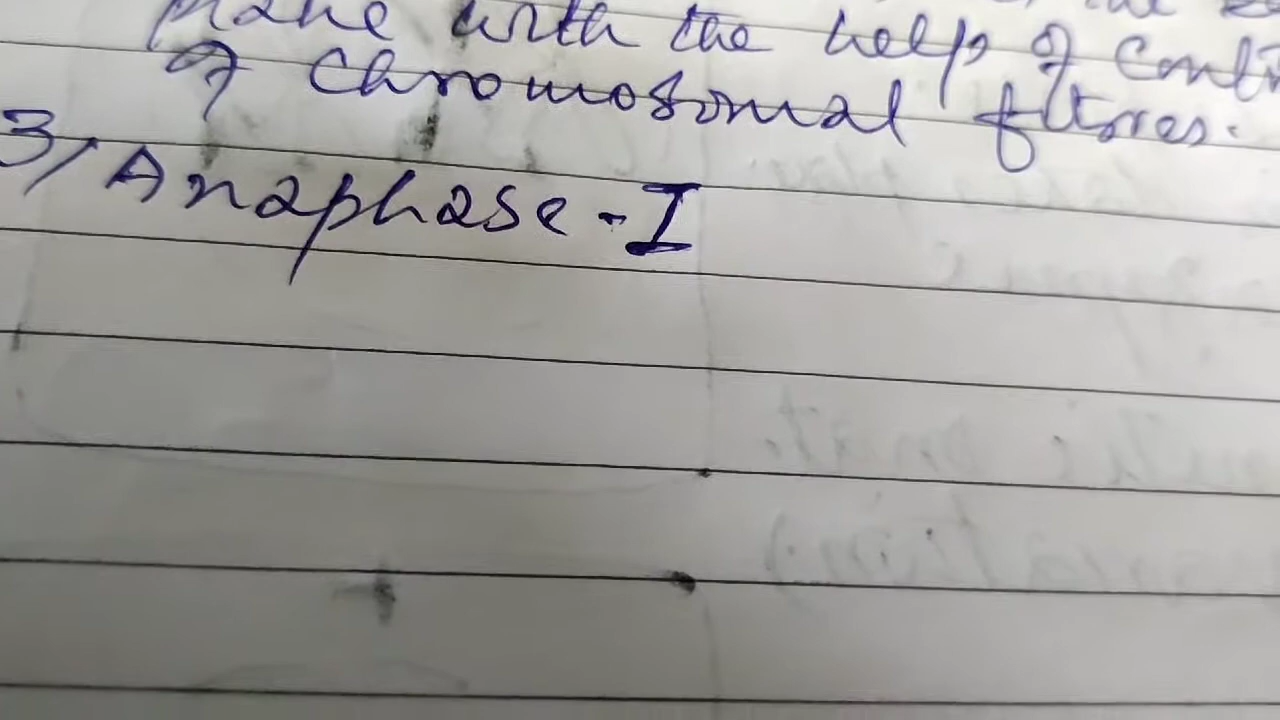 plane with the help of
of Chromosomal fibres.
3/ Anaphase-I